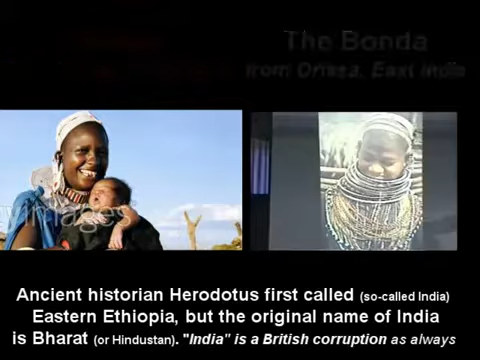 The Bonda
from Orissa, East India
Ancient historian Herodotus first called (so-called India)
Eastern Ethiopia, but the original name of India
is Bharat (or Hindustan). "India" is a British corruption as always